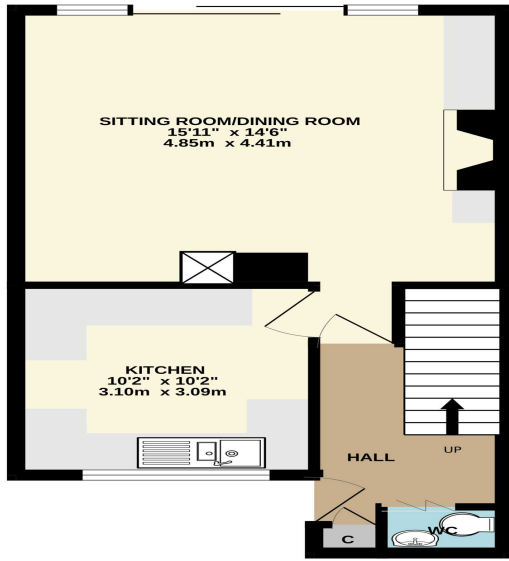 SITTING ROOM/DINING ROOM
15'11" x 14'6"
4.85m x 4.41m
KITCHEN
10'2" x 10'2"
3.10m x 3.09m
UP
HALL
WC
C